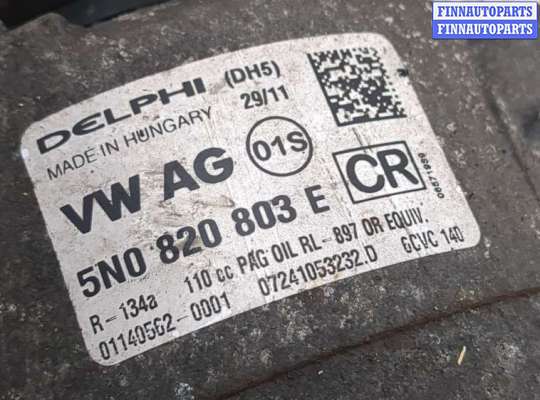 FINNAUTOPARTS
FINNAUTOPARTS
DELPHI (DH5)
MADE IN HUNGARY 29/11
VW AG 01S CR
5N0 820 803 E
R-134a 110 cc PAG OIL RL-897 OR EQUIV.
01140562-0001 07241053232.D 6CVC 140